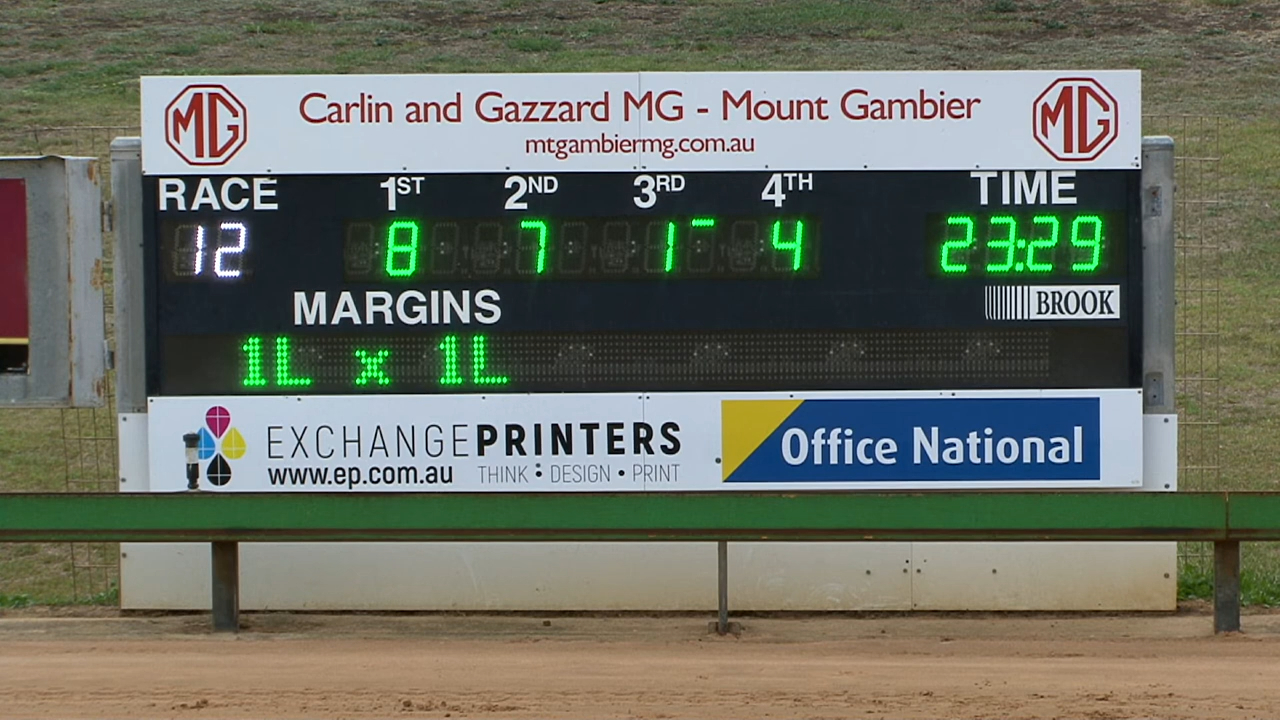 MG Carlin and Gazzard MG - Mount Gambier MG
mtgambiermg.com.au
RACE 1ST 2ND 3RD 4TH TIME
12 8 7 1 4 23:29
MARGINS BROOK
1L x 1L
EXCHANGEPRINTERS Office National
www.ep.com.au THINK • DESIGN • PRINT